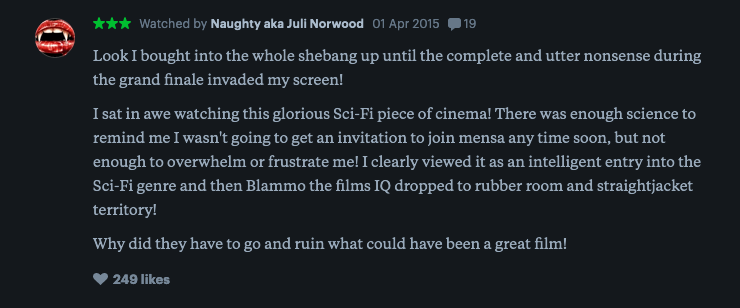 ★★★ Watched by Naughty aka Juli Norwood 01 Apr 2015 19
Look I bought into the whole shebang up until the complete and utter nonsense during
the grand finale invaded my screen!
I sat in awe watching this glorious Sci-Fi piece of cinema! There was enough science to
remind me I wasn't going to get an invitation to join mensa any time soon, but not
enough to overwhelm or frustrate me! I clearly viewed it as an intelligent entry into the
Sci-Fi genre and then Blammo the films IQ dropped to rubber room and straightjacket
territory!
Why did they have to go and ruin what could have been a great film!
249 likes